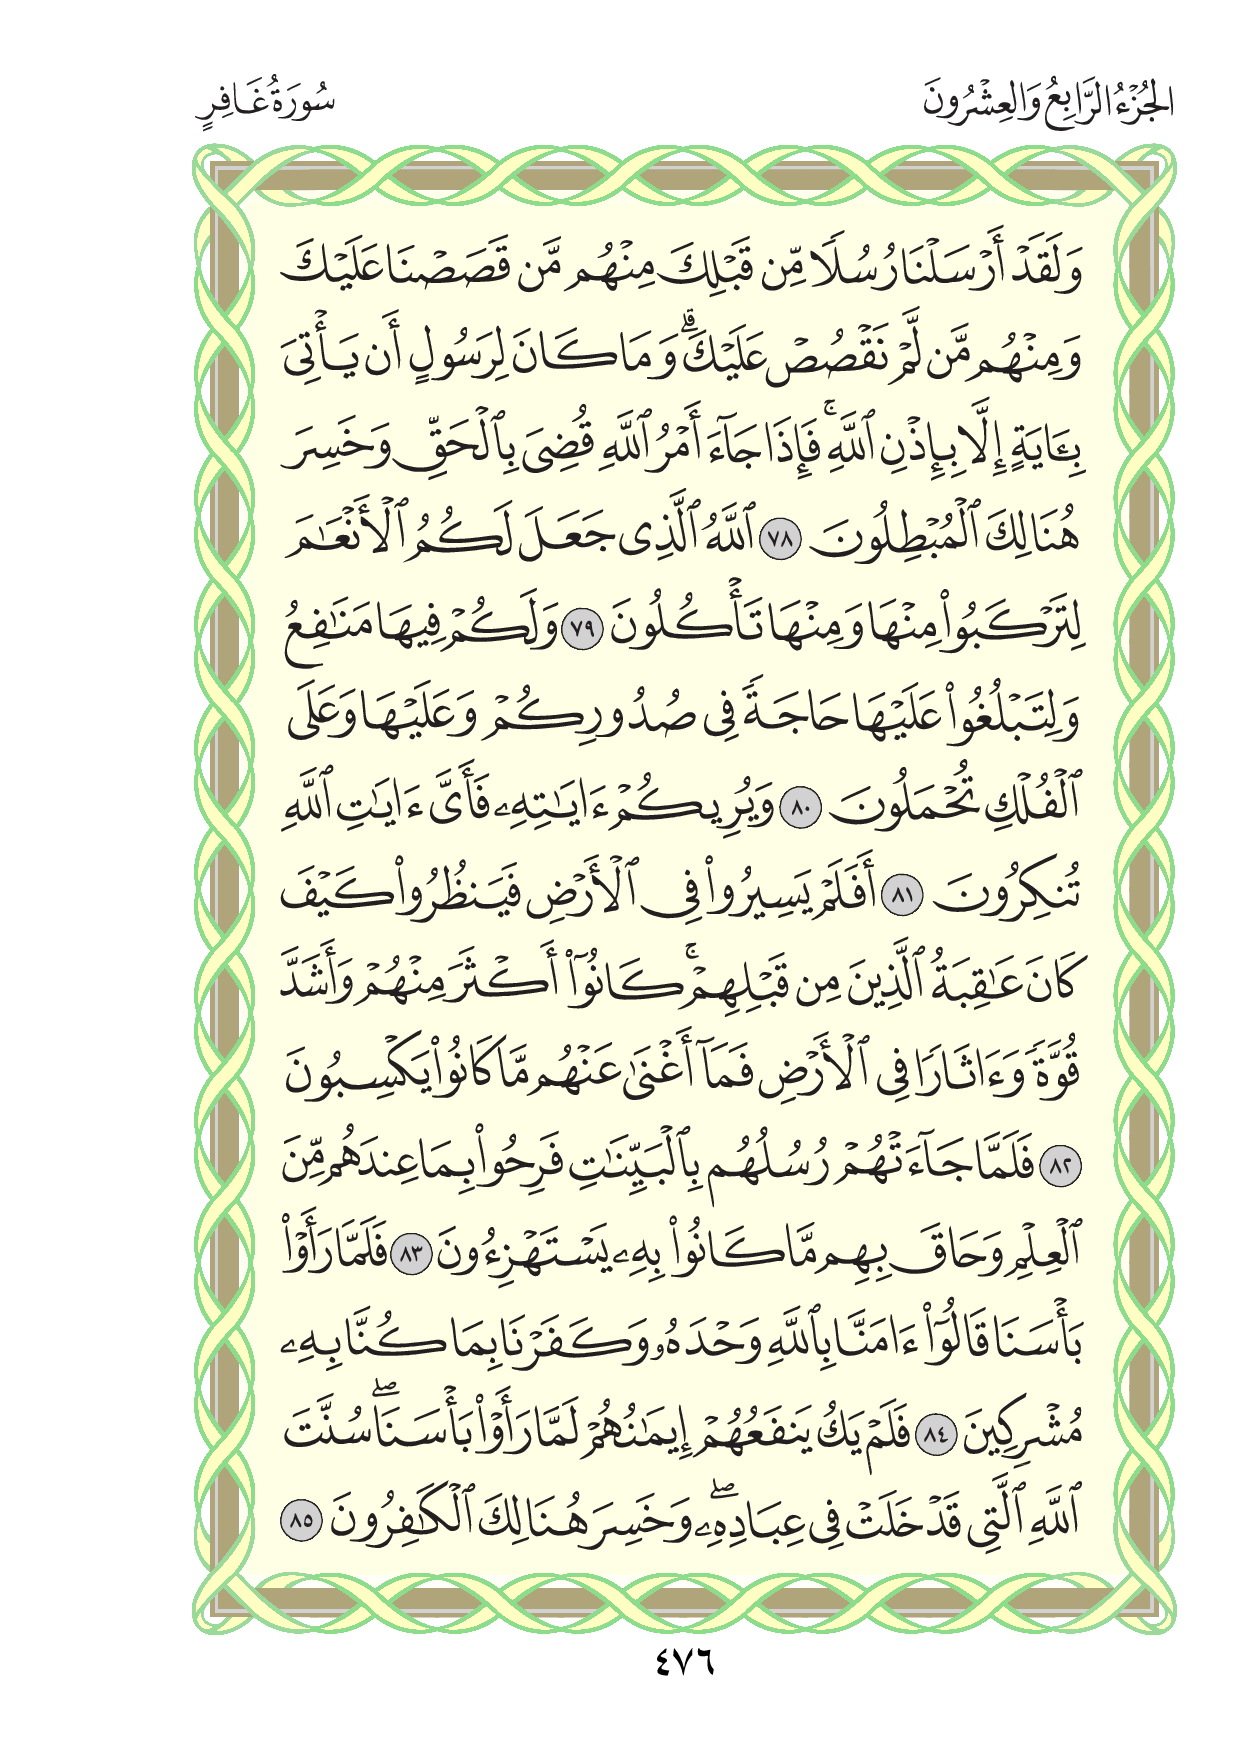 الجُزْءُ الرَّابِعُ وَالعِشْرُونَ
سُورَةُ غَافِرٍ
وَلَقَدْ أَرْسَلْنَا رُسُلًا مِّن قَبْلِكَ مِنْهُم مَّن قَصَصْنَا عَلَيْكَ
وَمِنْهُم مَّن لَّمْ نَقْصُصْ عَلَيْكَۗ وَمَا كَانَ لِرَسُولٍ أَن يَأْتِىَ
بِـَٔايَةٍ إِلَّا بِإِذْنِ ٱللَّهِۚ فَإِذَا جَآءَ أَمْرُ ٱللَّهِ قُضِىَ بِٱلْحَقِّ وَخَسِرَ
هُنَالِكَ ٱلْمُبْطِلُونَ ٧٨ ٱللَّهُ ٱلَّذِى جَعَلَ لَكُمُ ٱلْأَنْعَٰمَ
لِتَرْكَبُوا۟ مِنْهَا وَمِنْهَا تَأْكُلُونَ ٧٩ وَلَكُمْ فِيهَا مَنَٰفِعُ
وَلِتَبْلُغُوا۟ عَلَيْهَا حَاجَةً فِى صُدُورِكُمْ وَعَلَيْهَا وَعَلَى
ٱلْفُلْكِ تُحْمَلُونَ ٨٠ وَيُرِيكُمْ ءَايَٰتِهِۦ فَأَىَّ ءَايَٰتِ ٱللَّهِ
تُنكِرُونَ ٨١ أَفَلَمْ يَسِيرُوا۟ فِى ٱلْأَرْضِ فَيَنظُرُوا۟ كَيْفَ
كَانَ عَٰقِبَةُ ٱلَّذِينَ مِن قَبْلِهِمْۚ كَانُوٓا۟ أَكْثَرَ مِنْهُمْ وَأَشَدَّ
قُوَّةً وَءَاثَارًا فِى ٱلْأَرْضِ فَمَآ أَغْنَىٰ عَنْهُم مَّا كَانُوا۟ يَكْسِبُونَ
٨٢ فَلَمَّا جَآءَتْهُمْ رُسُلُهُم بِٱلْبَيِّنَٰتِ فَرِحُوا۟ بِمَا عِندَهُم مِّنَ
ٱلْعِلْمِ وَحَاقَ بِهِم مَّا كَانُوا۟ بِهِۦ يَسْتَهْزِءُونَ ٨٣ فَلَمَّا رَأَوْا۟
بَأْسَنَا قَالُوٓا۟ ءَامَنَّا بِٱللَّهِ وَحْدَهُۥ وَكَفَرْنَا بِمَا كُنَّا بِهِۦ
مُشْرِكِينَ ٨٤ فَلَمْ يَكُ يَنفَعُهُمْ إِيمَٰنُهُمْ لَمَّا رَأَوْا۟ بَأْسَنَاۖ سُنَّتَ
ٱللَّهِ ٱلَّتِى قَدْ خَلَتْ فِى عِبَادِهِۦۖ وَخَسِرَ هُنَالِكَ ٱلْكَٰفِرُونَ ٨٥
٤٧٦